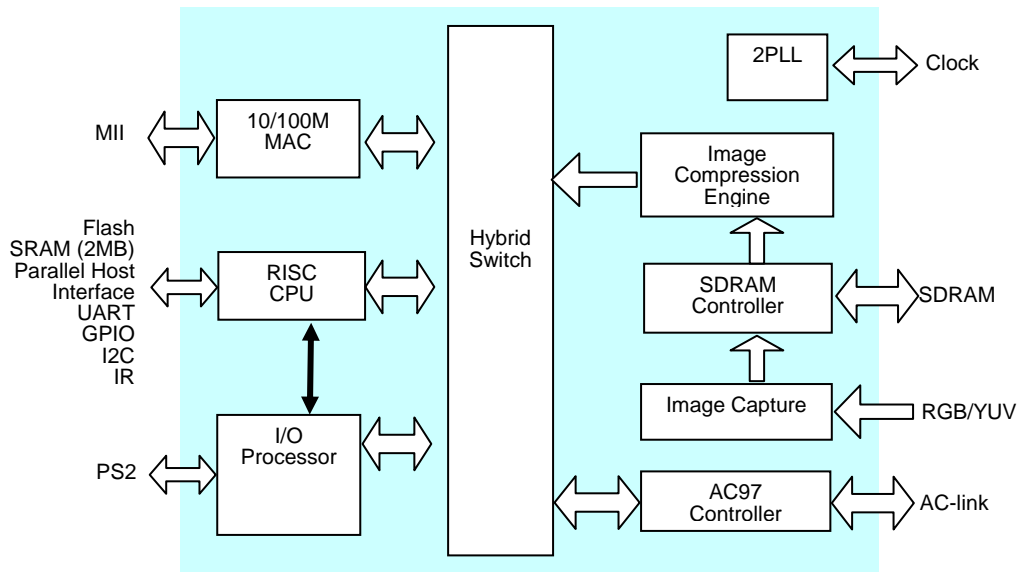 2PLL
Clock
MII
10/100M
MAC
Image
Compression
Engine
Flash
SRAM (2MB)
Parallel Host
Interface
UART
GPIO
I2C
IR
RISC
CPU
Hybrid
Switch
SDRAM
Controller
SDRAM
Image Capture
RGB/YUV
I/O
Processor
PS2
AC97
Controller
AC-link